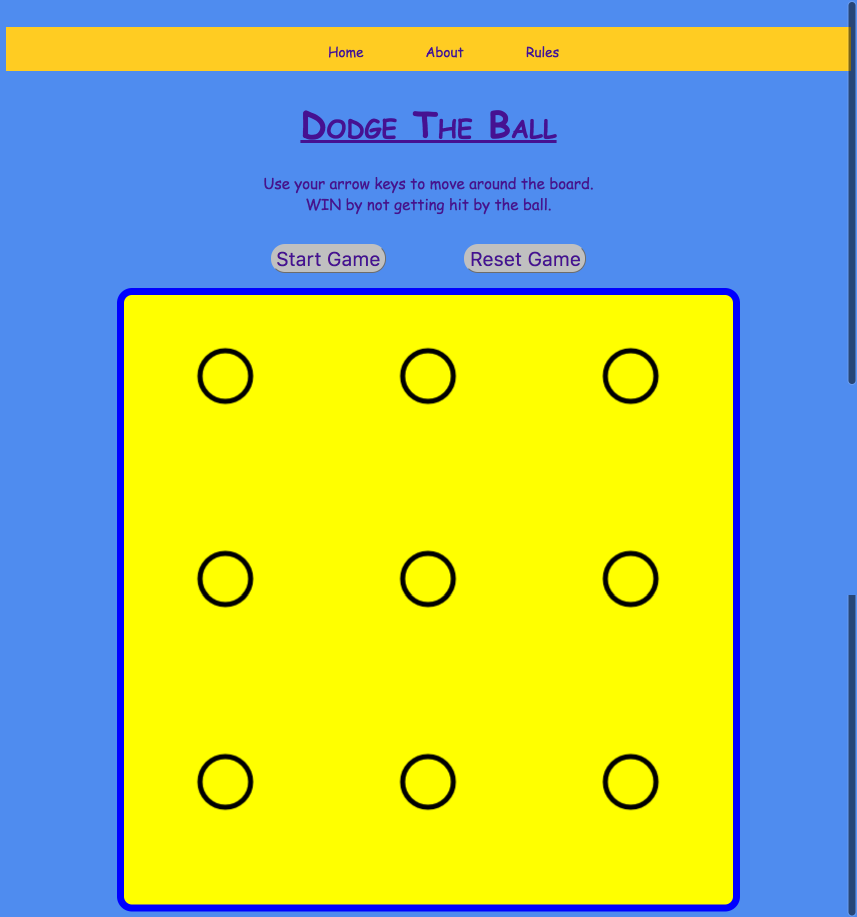 Home About Rules
Dodge The Ball
Use your arrow keys to move around the board.
WIN by not getting hit by the ball.
Start Game Reset Game